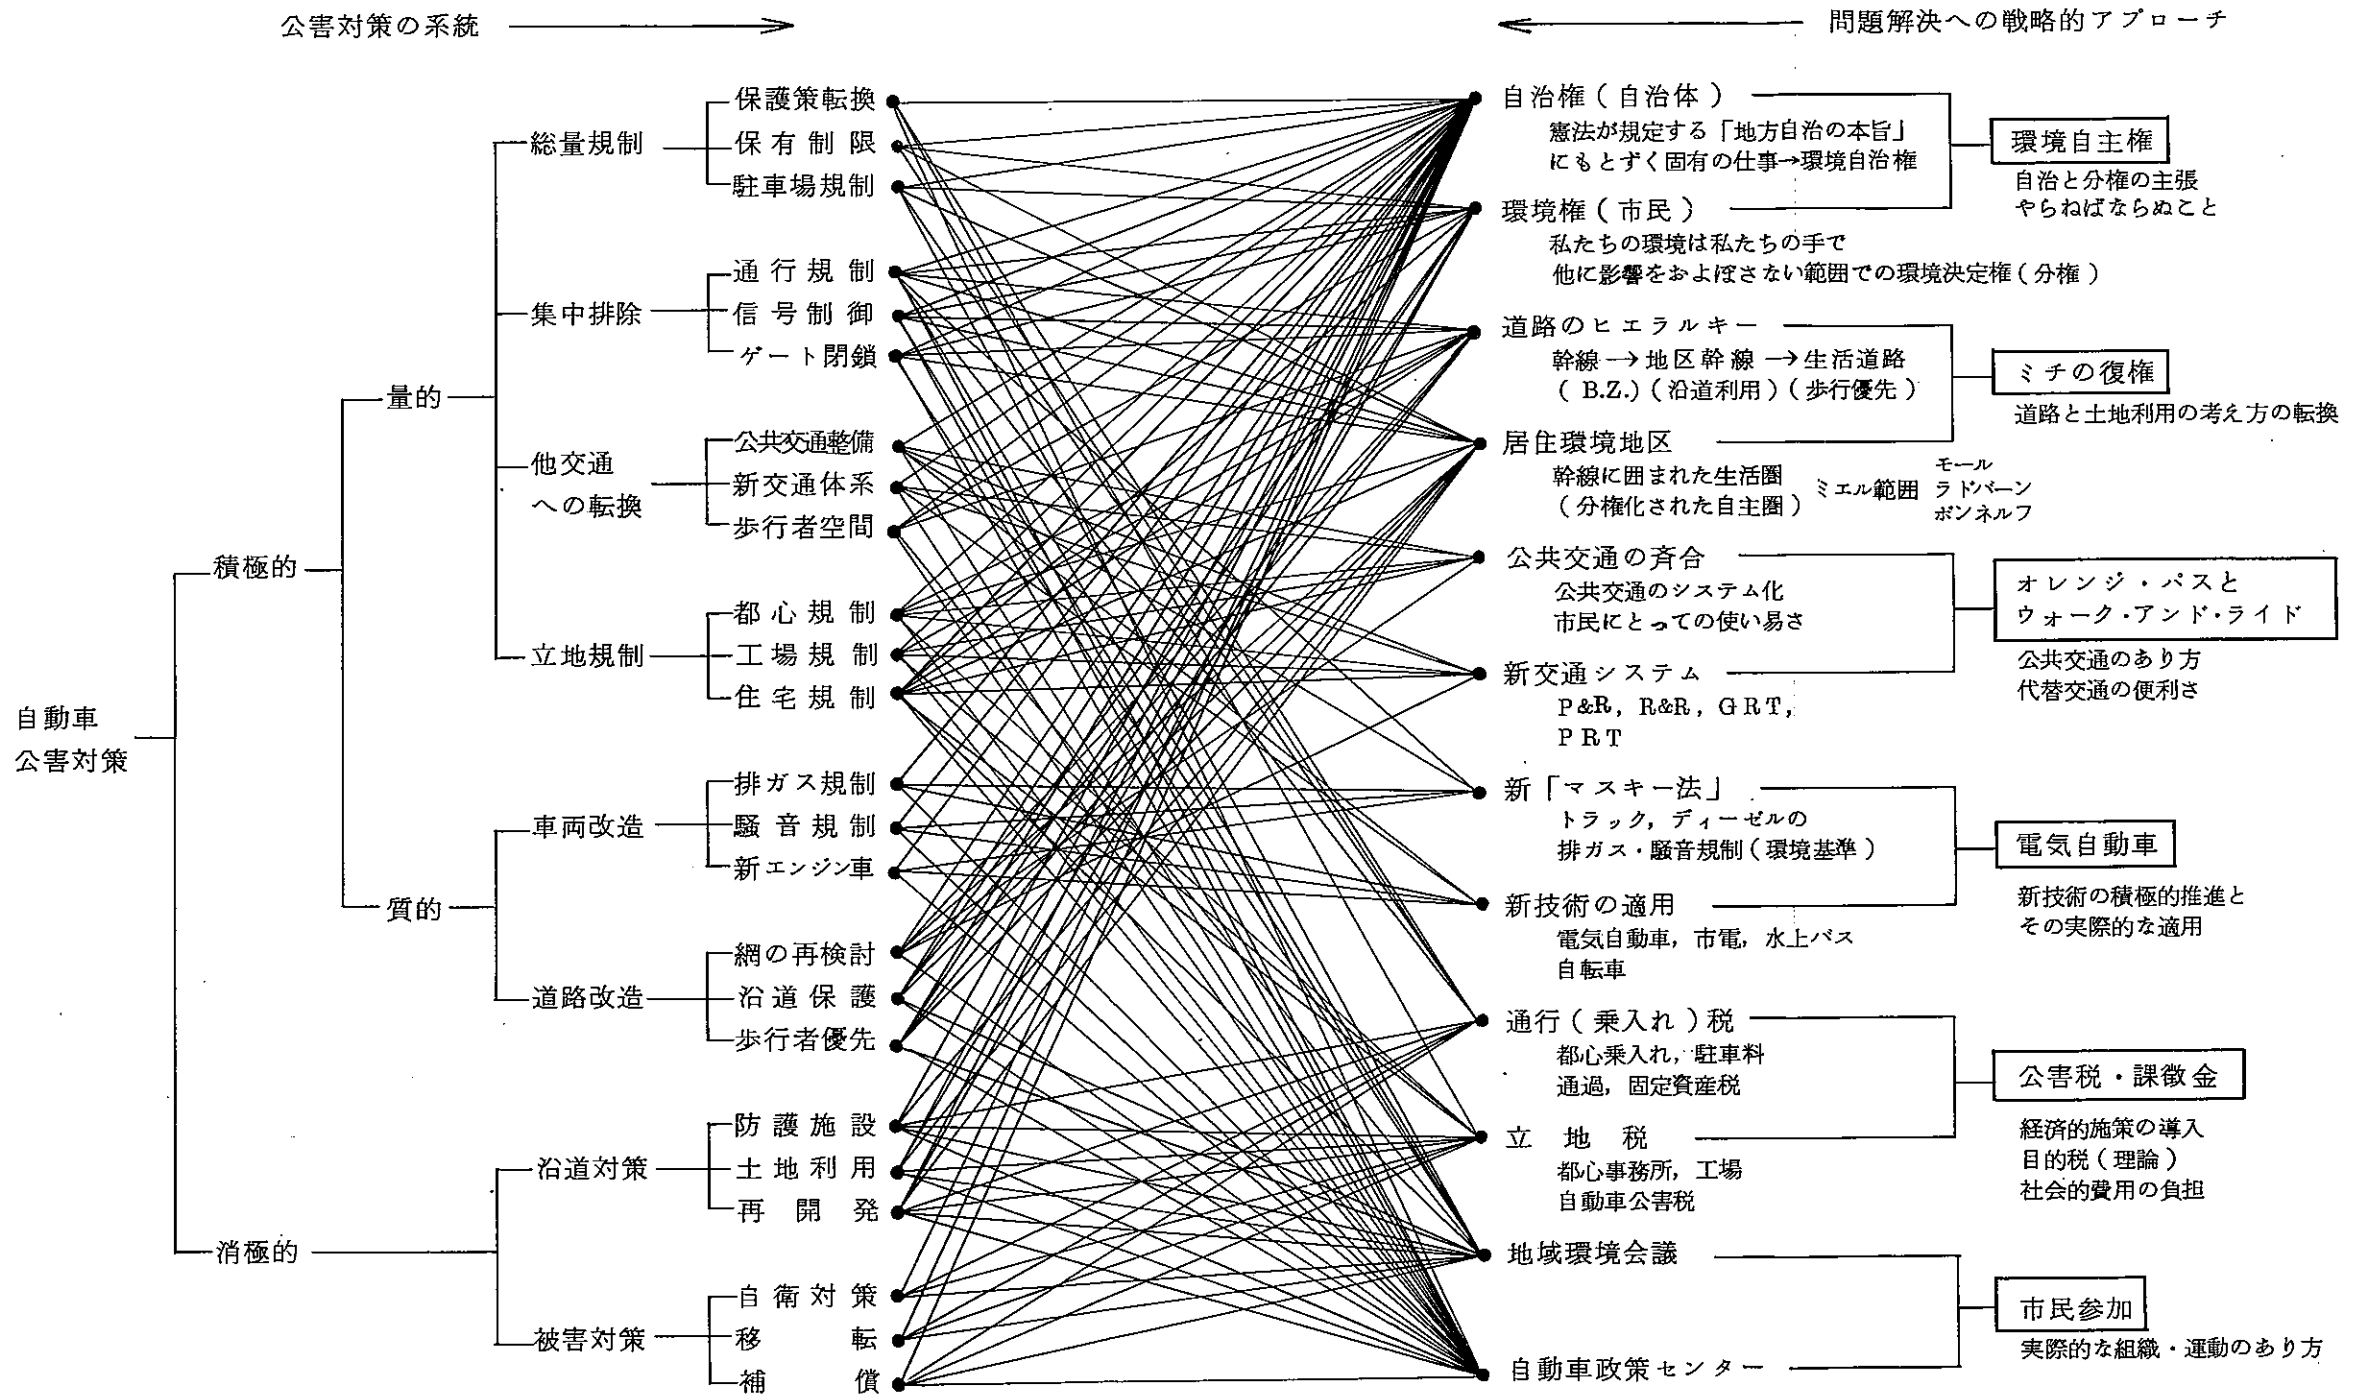 公害対策の系統
問題解決への戦略的アプローチ
自動車
公害対策
積極的
消極的
量的
質的
総量規制
集中排除
他交通
への転換
立地規制
車両改造
道路改造
沿道対策
被害対策
保護策転換
保有制限
駐車場規制
通行規制
信号制御
ゲート閉鎖
公共交通整備
新交通体系
歩行者空間
都心規制
工場規制
住宅規制
排ガス規制
騒音規制
新エンジン車
網の再検討
沿道保護
歩行者優先
防護施設
土地利用
再開発
自衛対策
移転
補償
自治権(自治体)
憲法が規定する「地方自治の本旨」
にもとずく固有の仕事→環境自治権
環境権(市民)
私たちの環境は私たちの手で
他に影響をおよぼさない範囲での環境決定権(分権)
環境自主権
自治と分権の主張
やらねばならぬこと
道路のヒエラルキー
幹線→地区幹線→生活道路
(B.Z.)(沿道利用)(歩行優先)
居住環境地区
幹線に囲まれた生活圏
(分権化された自主圏)
ミエル範囲
モール
ラドバーン
ボンネルフ
ミチの復権
道路と土地利用の考え方の転換
公共交通の斉合
公共交通のシステム化
市民にとっての使い易さ
新交通システム
P&R, R&R, GRT,
PRT
オレンジ・パスと
ウォーク・アンド・ライド
公共交通のあり方
代替交通の便利さ
新「マスキー法」
トラック, ディーゼルの
排ガス・騒音規制(環境基準)
新技術の適用
電気自動車, 市電, 水上バス
自転車
電気自動車
新技術の積極的推進と
その実際的な適用
通行(乗入れ)税
都心乗入れ, 駐車料
通過, 固定資産税
立地税
都心事務所, 工場
自動車公害税
公害税・課徴金
経済的施策の導入
目的税(理論)
社会的費用の負担
地域環境会議
自動車政策センター
市民参加
実際的な組織・運動のあり方